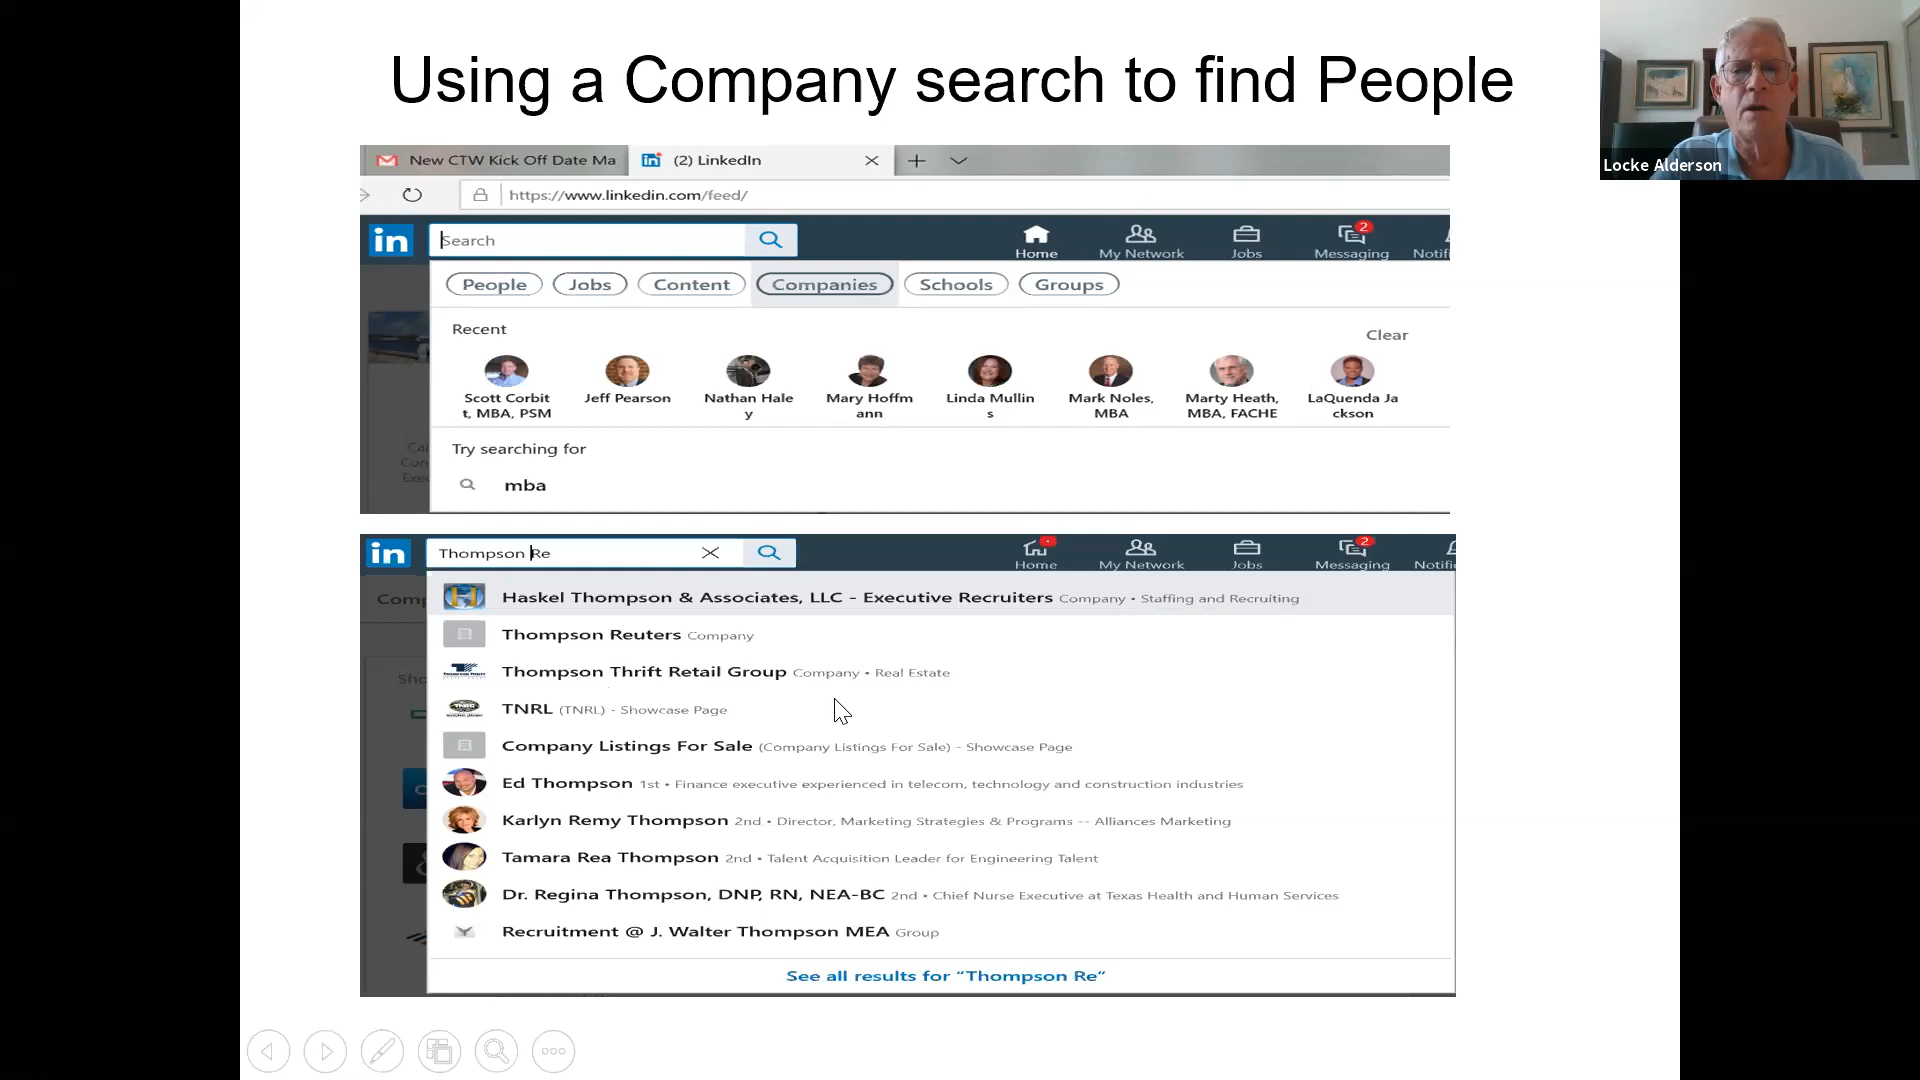 Using a Company search to find People
Locke Alderson
New CTW Kick Off Date Ma
in (2) LinkedIn
https://www.linkedin.com/feed/
in Search
Home My Network Jobs Messaging 2 Notifi
People Jobs Content Companies Schools Groups
Recent
Clear
Scott Corbit
t, MBA, PSM
Jeff Pearson
Nathan Hale
y
Mary Hoffm
ann
Linda Mullin
s
Mark Noles,
MBA
Marty Heath,
MBA, FACHE
LaQuenda Ja
ckson
Try searching for
mba
in Thompson Re
Home My Network Jobs Messaging 2 Notifi
Haskel Thompson & Associates, LLC - Executive Recruiters Company • Staffing and Recruiting
Thompson Reuters Company
Thompson Thrift Retail Group Company • Real Estate
TNRL (TNRL) - Showcase Page
Company Listings For Sale (Company Listings For Sale) - Showcase Page
Ed Thompson 1st • Finance executive experienced in telecom, technology and construction industries
Karlyn Remy Thompson 2nd • Director, Marketing Strategies & Programs -- Alliances Marketing
Tamara Rea Thompson 2nd • Talent Acquisition Leader for Engineering Talent
Dr. Regina Thompson, DNP, RN, NEA-BC 2nd • Chief Nurse Executive at Texas Health and Human Services
Recruitment @ J. Walter Thompson MEA Group
See all results for “Thompson Re”